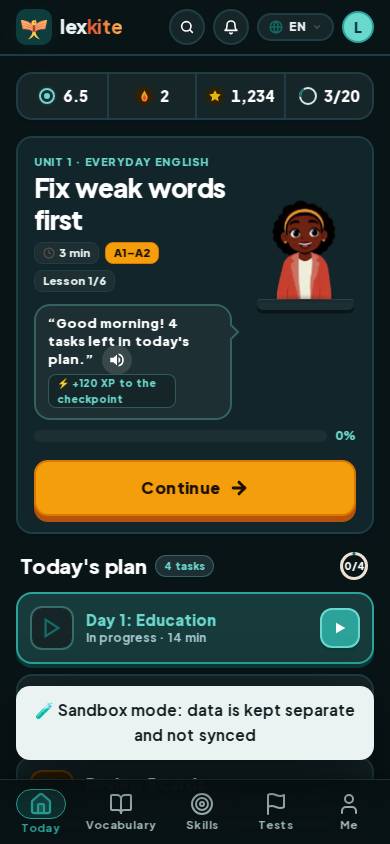 lexkite
EN
L
6.5
2
1,234
3/20
UNIT 1 · EVERYDAY ENGLISH
Fix weak words
first
3 min
A1–A2
Lesson 1/6
“Good morning! 4
tasks left in today's
plan.”
⚡ +120 XP to the
checkpoint
0%
Continue →
Today's plan
4 tasks
0/4
Day 1: Education
In progress · 14 min
🧪 Sandbox mode: data is kept separate
and not synced
Today
Vocabulary
Skills
Tests
Me